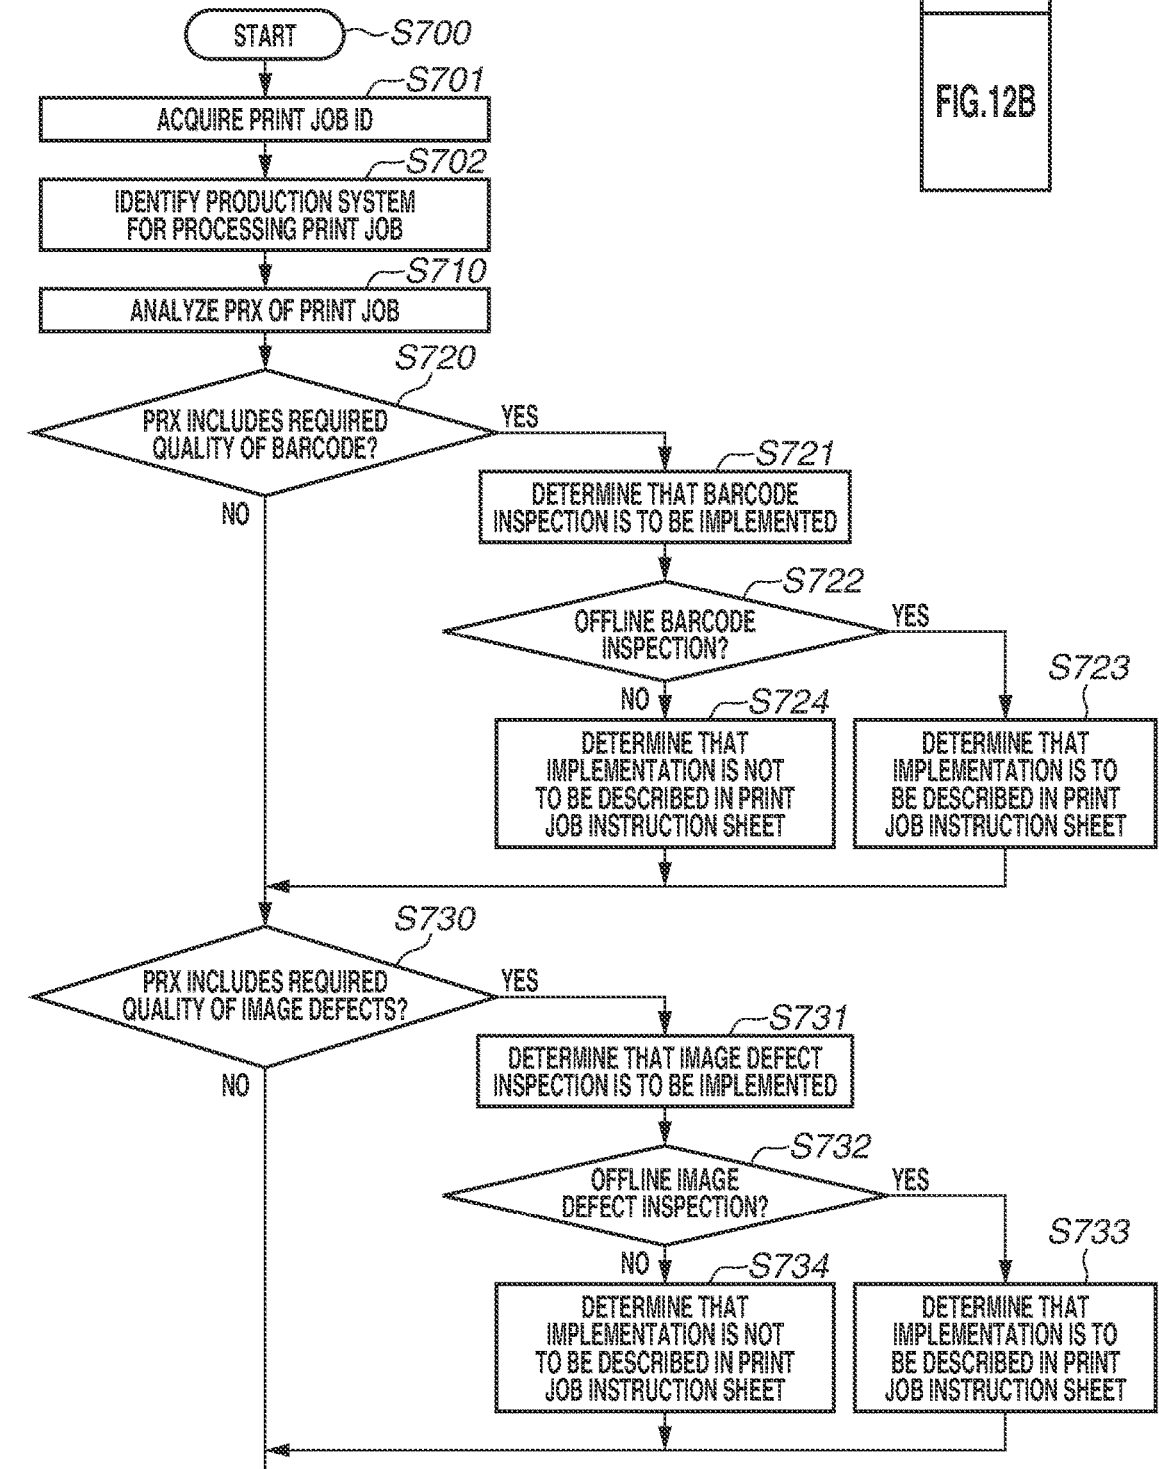 START
S700
FIG.12B
S701
ACQUIRE PRINT JOB ID
S702
IDENTIFY PRODUCTION SYSTEM
FOR PROCESSING PRINT JOB
S710
ANALYZE PRX OF PRINT JOB
S720
PRX INCLUDES REQUIRED
QUALITY OF BARCODE?
YES
NO
S721
DETERMINE THAT BARCODE
INSPECTION IS TO BE IMPLEMENTED
S722
OFFLINE BARCODE
INSPECTION?
YES
NO
S724
DETERMINE THAT
IMPLEMENTATION IS NOT
TO BE DESCRIBED IN PRINT
JOB INSTRUCTION SHEET
S723
DETERMINE THAT
IMPLEMENTATION IS TO
BE DESCRIBED IN PRINT
JOB INSTRUCTION SHEET
S730
PRX INCLUDES REQUIRED
QUALITY OF IMAGE DEFECTS?
YES
NO
S731
DETERMINE THAT IMAGE DEFECT
INSPECTION IS TO BE IMPLEMENTED
S732
OFFLINE IMAGE
DEFECT INSPECTION?
YES
NO
S734
DETERMINE THAT
IMPLEMENTATION IS NOT
TO BE DESCRIBED IN PRINT
JOB INSTRUCTION SHEET
S733
DETERMINE THAT
IMPLEMENTATION IS TO
BE DESCRIBED IN PRINT
JOB INSTRUCTION SHEET